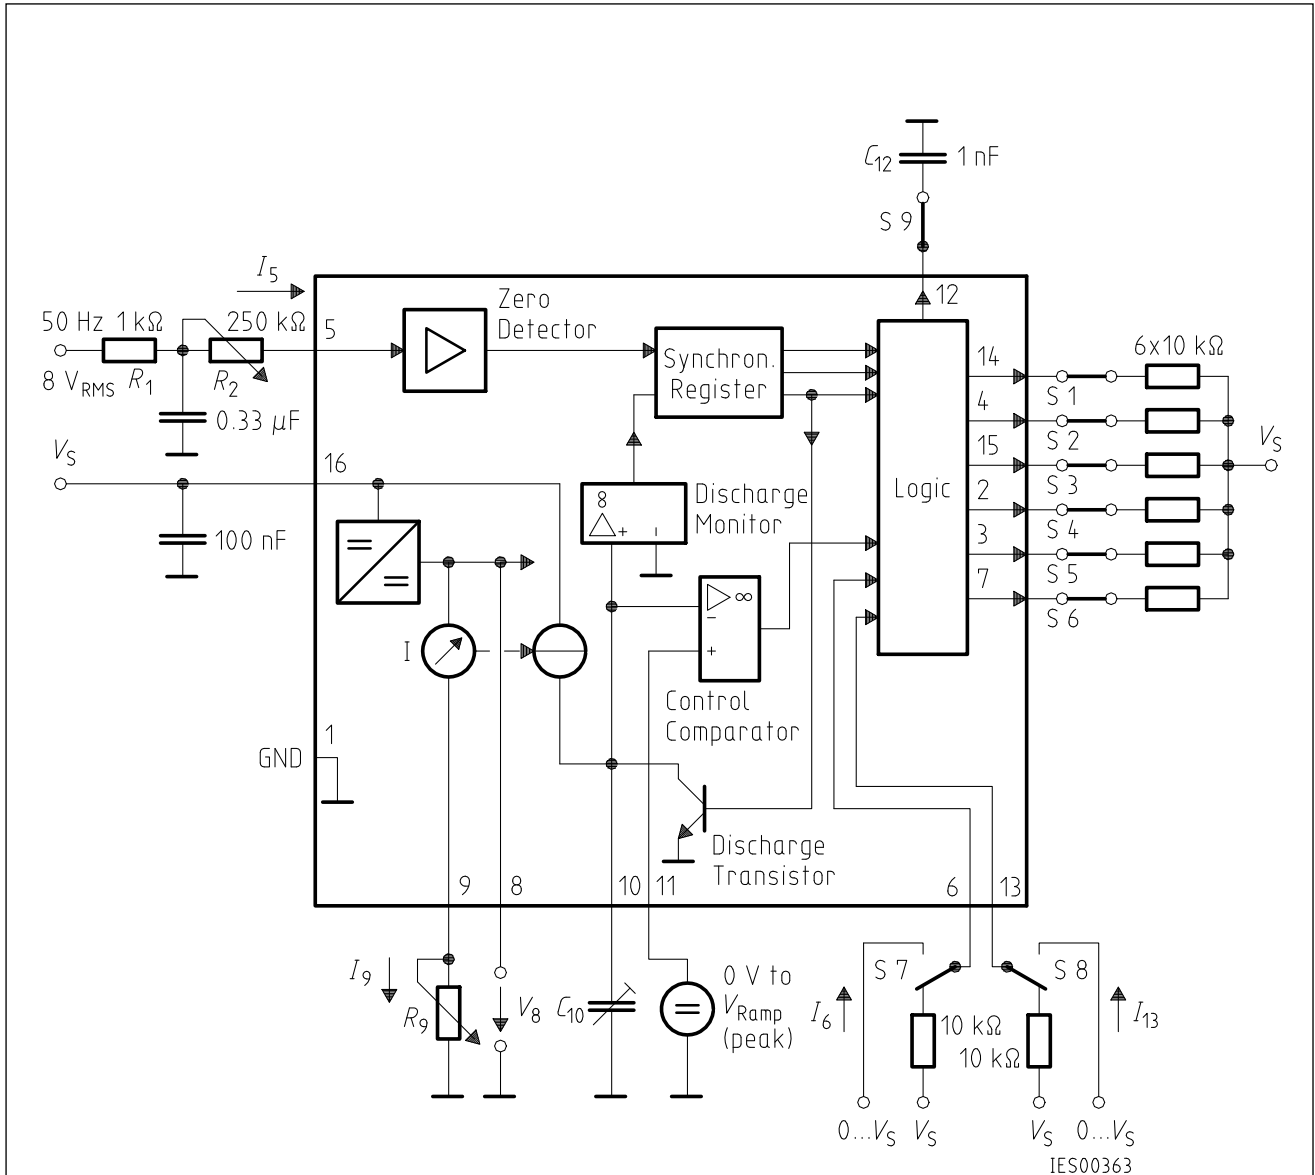 C12 1 nF
S 9
I5
12
50 Hz 1 kΩ 250 kΩ 5
Zero
Detector
8 VRMS R1 R2
0.33 µF
Synchron.
Register
6x10 kΩ
14
S 1
4
S 2
15
S 3
2
S 4
3
S 5
7
S 6
VS
VS
16
100 nF
8
+ −
Discharge
Monitor
Logic
∞
−
+
I
Control
Comparator
1
GND
Discharge
Transistor
9 8 10 11 6 13
I9
R9
V8
C10
0 V to
VRamp
(peak)
S 7
S 8
I6
I13
10 kΩ
10 kΩ
0...VS VS VS 0...VS
IES00363